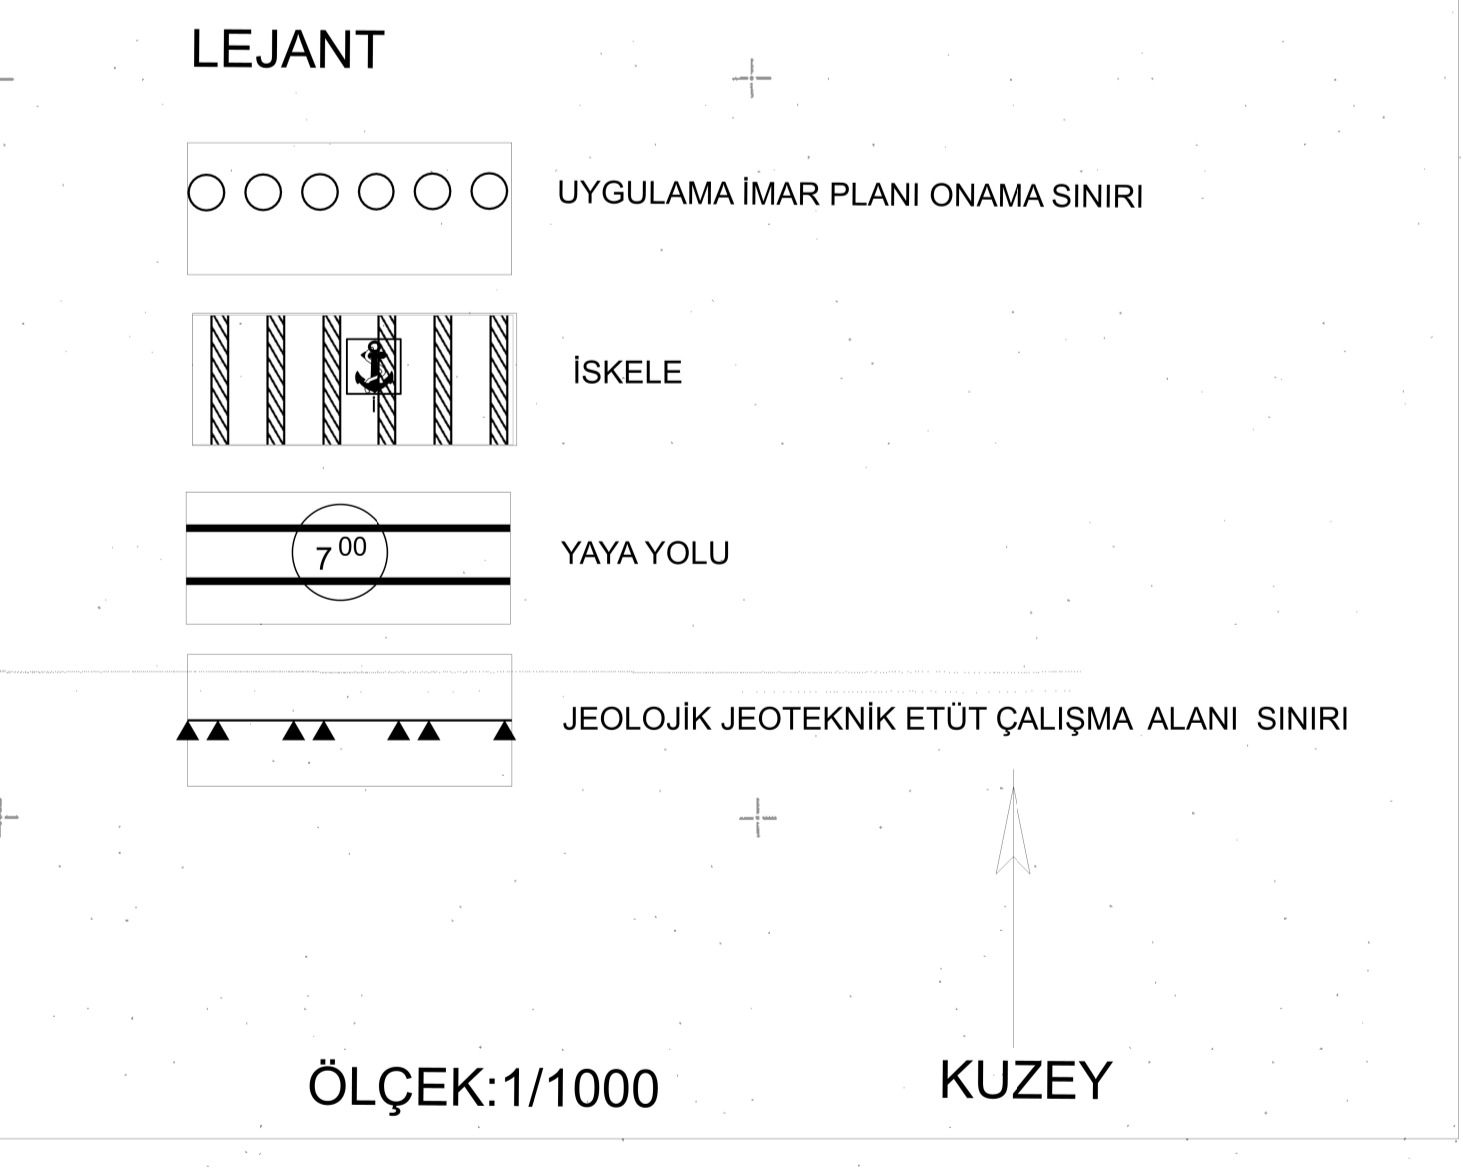 LEJANT
UYGULAMA İMAR PLANI ONAMA SINIRI
İSKELE
i
7 00
YAYA YOLU
JEOLOJİK JEOTEKNİK ETÜT ÇALIŞMA ALANI SINIRI
ÖLÇEK:1/1000
KUZEY